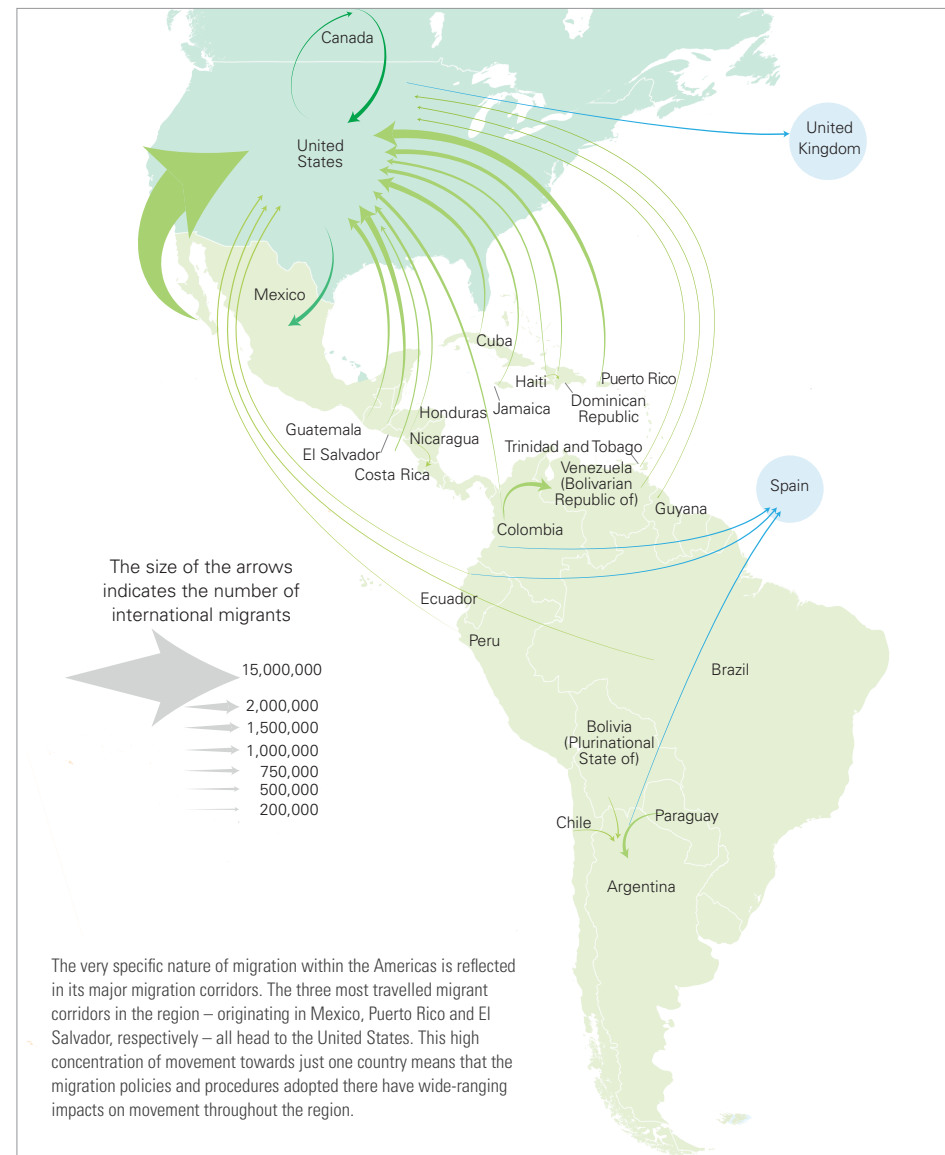 Canada
United
States
United
Kingdom
Mexico
Cuba
Haiti
Jamaica
Puerto Rico
Dominican
Republic
Guatemala
El Salvador
Costa Rica
Honduras
Nicaragua
Trinidad and Tobago
Venezuela
(Bolivarian
Republic of)
Guyana
Spain
Colombia
Ecuador
Peru
Brazil
Bolivia
(Plurinational
State of)
Chile
Paraguay
Argentina
The size of the arrows
indicates the number of
international migrants
15,000,000
2,000,000
1,500,000
1,000,000
750,000
500,000
200,000
The very specific nature of migration within the Americas is reflected
in its major migration corridors. The three most travelled migrant
corridors in the region – originating in Mexico, Puerto Rico and El
Salvador, respectively – all head to the United States. This high
concentration of movement towards just one country means that the
migration policies and procedures adopted there have wide-ranging
impacts on movement throughout the region.